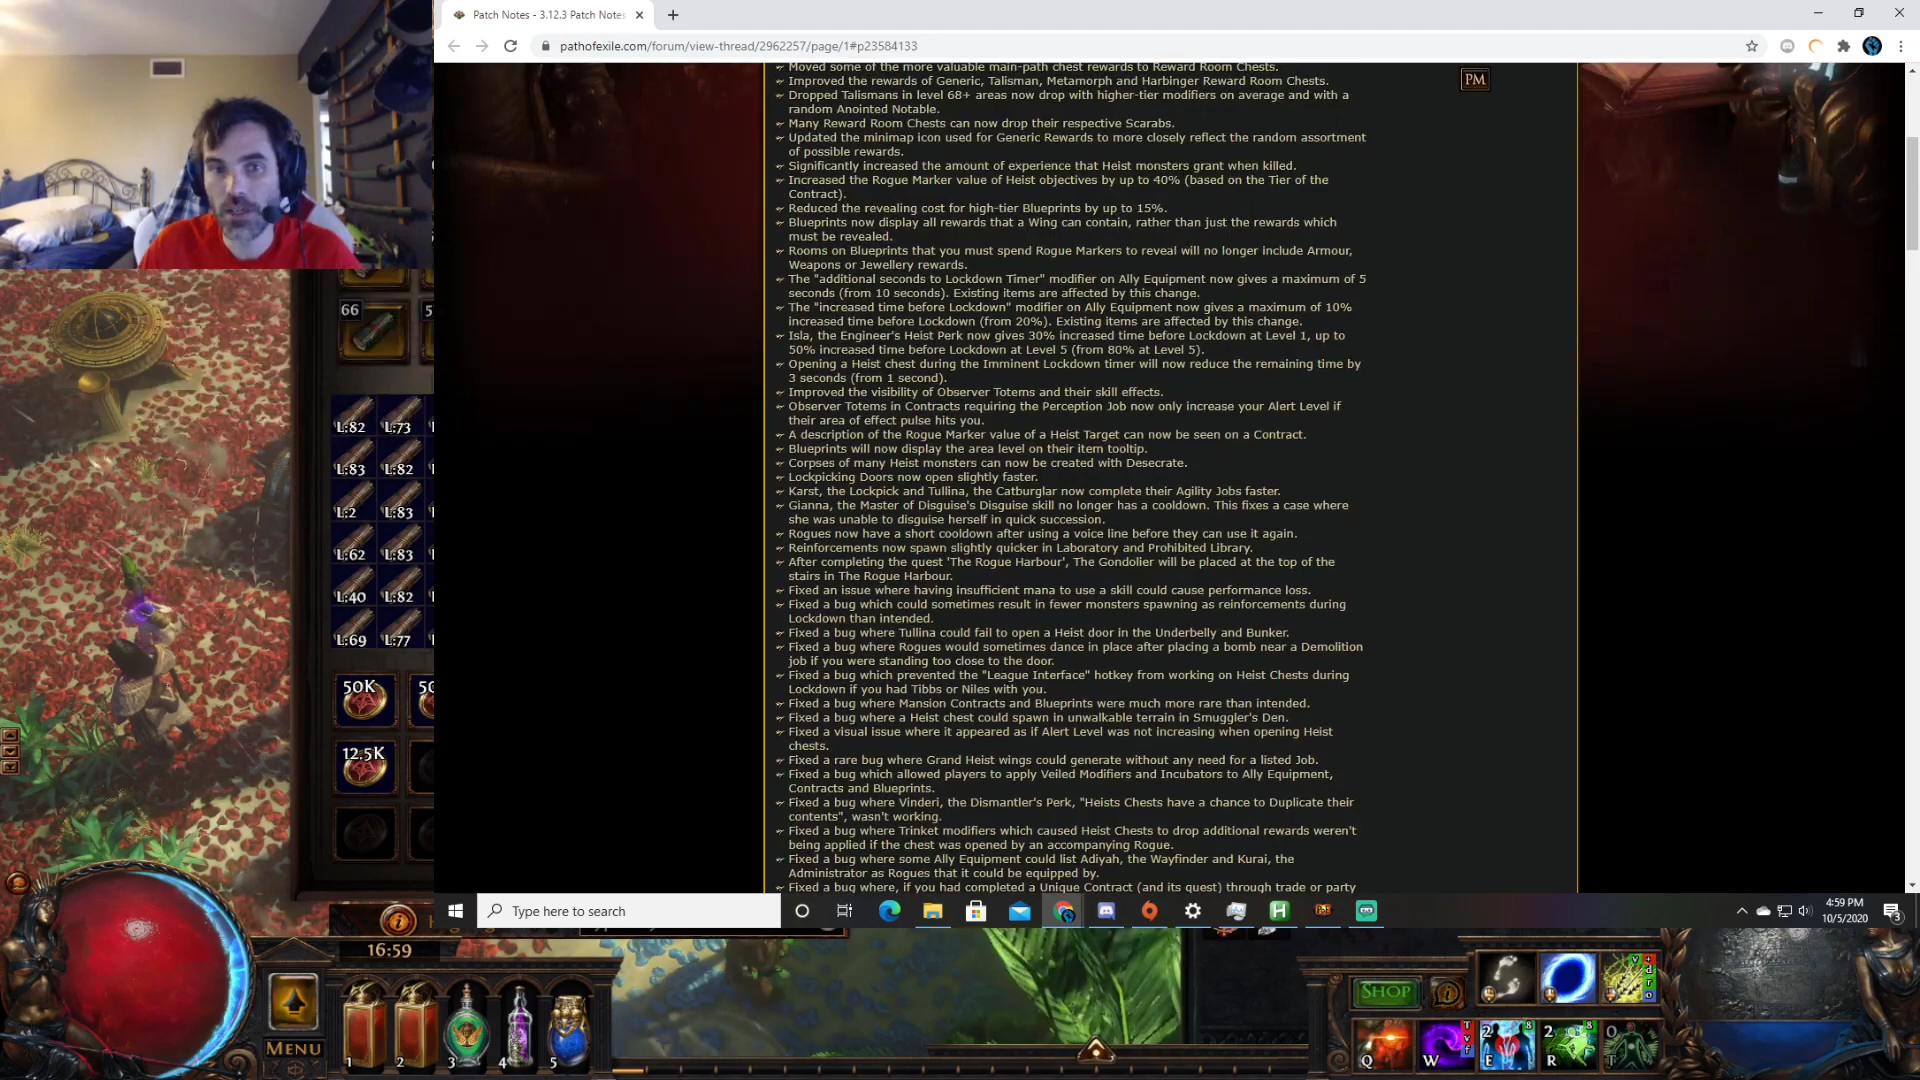 Patch Notes - 3.12.3 Patch Notes
pathofexile.com/forum/view-thread/2962257/page/1#p23584133
Moved some of the more valuable main-path chest rewards to Reward Room Chests.
Improved the rewards of Generic, Talisman, Metamorph and Harbinger Reward Room Chests.
Dropped Talismans in level 68+ areas now drop with higher-tier modifiers on average and with a
random Anointed Notable.
Many Reward Room Chests can now drop their respective Scarabs.
Updated the minimap icon used for Generic Rewards to more closely reflect the random assortment
of possible rewards.
Significantly increased the amount of experience that Heist monsters grant when killed.
Increased the Rogue Marker value of Heist objectives by up to 40% (based on the Tier of the
Contract).
Reduced the revealing cost for high-tier Blueprints by up to 15%.
Blueprints now display all rewards that a Wing can contain, rather than just the rewards which
must be revealed.
Rooms on Blueprints that you must spend Rogue Markers to reveal will no longer include Armour,
Weapons or Jewellery rewards.
The "additional seconds to Lockdown Timer" modifier on Ally Equipment now gives a maximum of 5
seconds (from 10 seconds). Existing items are affected by this change.
The "increased time before Lockdown" modifier on Ally Equipment now gives a maximum of 10%
increased time before Lockdown (from 20%). Existing items are affected by this change.
Isla, the Engineer's Heist Perk now gives 30% increased time before Lockdown at Level 1, up to
50% increased time before Lockdown at Level 5 (from 80% at Level 5).
Opening a Heist chest during the Imminent Lockdown timer will now reduce the remaining time by
3 seconds (from 1 second).
Improved the visibility of Observer Totems and their skill effects.
Observer Totems in Contracts requiring the Perception Job now only increase your Alert Level if
their area of effect pulse hits you.
A description of the Rogue Marker value of a Heist Target can now be seen on a Contract.
Blueprints will now display the area level on their item tooltip.
Corpses of many Heist monsters can now be created with Desecrate.
Lockpicking Doors now open slightly faster.
Karst, the Lockpick and Tullina, the Catburglar now complete their Agility Jobs faster.
Gianna, the Master of Disguise's Disguise skill no longer has a cooldown. This fixes a case where
she was unable to disguise herself in quick succession.
Rogues now have a short cooldown after using a voice line before they can use it again.
Reinforcements now spawn slightly quicker in Laboratory and Prohibited Library.
After completing the quest 'The Rogue Harbour', The Gondolier will be placed at the top of the
stairs in The Rogue Harbour.
Fixed an issue where having insufficient mana to use a skill could cause performance loss.
Fixed a bug which could sometimes result in fewer monsters spawning as reinforcements during
Lockdown than intended.
Fixed a bug where Tullina could fail to open a Heist door in the Underbelly and Bunker.
Fixed a bug where Rogues would sometimes dance in place after placing a bomb near a Demolition
job if you were standing too close to the door.
Fixed a bug which prevented the "League Interface" hotkey from working on Heist Chests during
Lockdown if you had Tibbs or Niles with you.
Fixed a bug where Mansion Contracts and Blueprints were much more rare than intended.
Fixed a bug where a Heist chest could spawn in unwalkable terrain in Smuggler's Den.
Fixed a visual issue where it appeared as if Alert Level was not increasing when opening Heist
chests.
Fixed a rare bug where Grand Heist wings could generate without any need for a listed Job.
Fixed a bug which allowed players to apply Veiled Modifiers and Incubators to Ally Equipment,
Contracts and Blueprints.
Fixed a bug where Vinderi, the Dismantler's Perk, "Heists Chests have a chance to Duplicate their
contents", wasn't working.
Fixed a bug where Trinket modifiers which caused Heist Chests to drop additional rewards weren't
being applied if the chest was opened by an accompanying Rogue.
Fixed a bug where some Ally Equipment could list Adiyah, the Wayfinder and Kurai, the
Administrator as Rogues that it could be equipped by.
Fixed a bug where, if you had completed a Unique Contract (and its quest) through trade or party
PM
66
L:82 L:73
L:83 L:82
L:2 L:83
L:62 L:83
L:40 L:82
L:69 L:77
50K
12.5K
Type here to search
4:59 PM
10/5/2020
3
16:59
MENU
1 2 3 4 5
SHOP
Q W E R T